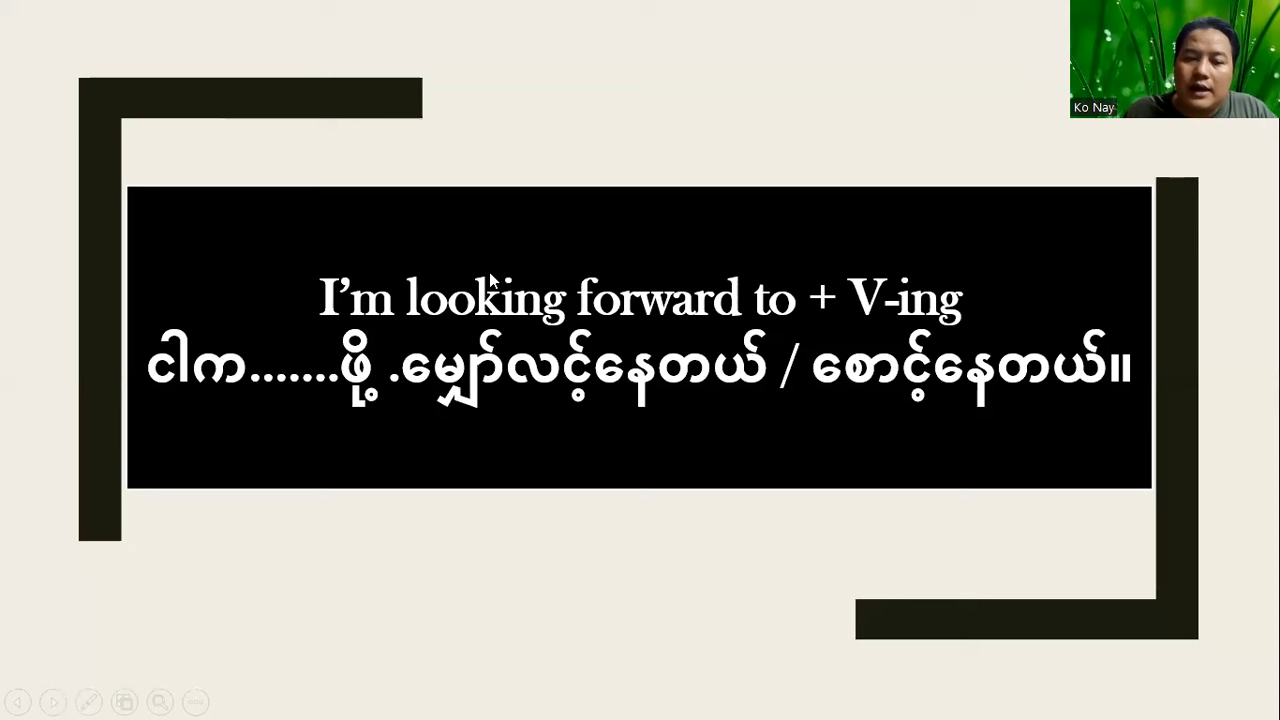 Ko Nay
I’m looking forward to + V-ing
ငါက.......ဖို့ .မျှော်လင့်နေတယ် / စောင့်နေတယ်။